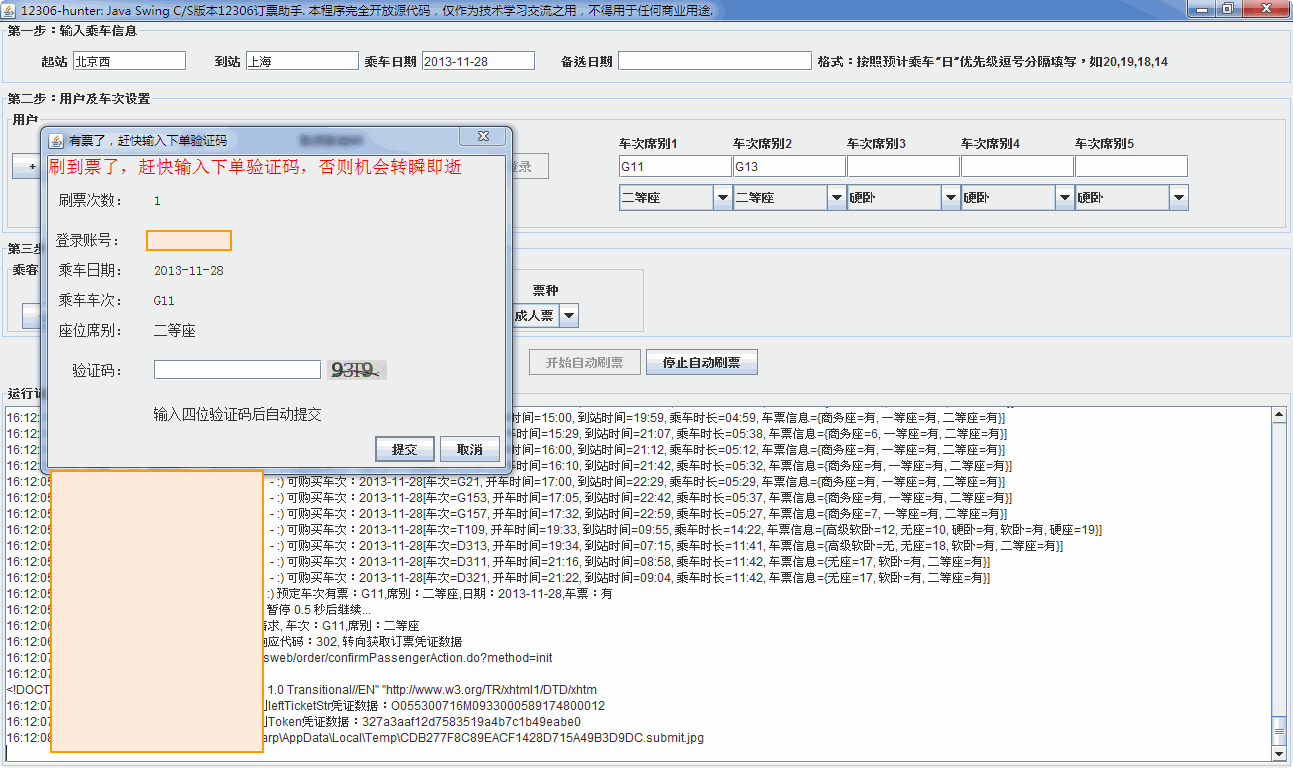 12306-hunter: Java Swing C/S版本12306订票助手. 本程序完全开放源代码，仅作为技术学习交流之用，不得用于任何商业用途.
第一步：输入乘车信息
起站 北京西 到站 上海 乘车日期 2013-11-28 备选日期 格式：按照预计乘车"日"优先级逗号分隔填写，如20,19,18,14
第二步：用户及车次设置
用户
有票了，赶快输入下单验证码
车次席别1 车次席别2 车次席别3 车次席别4 车次席别5
+ 刷到票了，赶快输入下单验证码，否则机会转瞬即逝 录 G11 G13
刷票次数： 1 二等座 二等座 硬卧 硬卧 硬卧
登录账号：
第三步
乘车日期： 2013-11-28
乘客 票种
乘车车次： G11
成人票
座位席别： 二等座
开始自动刷票 停止自动刷票
验证码：
运行
输入四位验证码后自动提交
提交 取消
16:12: 时间=15:00, 到站时间=19:59, 乘车时长=04:59, 车票信息={商务座=有, 一等座=有, 二等座=有}]
16:12: 时间=15:29, 到站时间=21:07, 乘车时长=05:38, 车票信息={商务座=6, 一等座=有, 二等座=有}]
16:12: 时间=16:00, 到站时间=21:12, 乘车时长=05:12, 车票信息={商务座=有, 一等座=有, 二等座=有}]
16:12: 时间=16:10, 到站时间=21:42, 乘车时长=05:32, 车票信息={商务座=有, 一等座=有, 二等座=有}]
16:12:05 - :) 可购买车次：2013-11-28[车次=G21, 开车时间=17:00, 到站时间=22:29, 乘车时长=05:29, 车票信息={商务座=有, 一等座=有, 二等座=有}]
16:12:05 - :) 可购买车次：2013-11-28[车次=G153, 开车时间=17:05, 到站时间=22:42, 乘车时长=05:37, 车票信息={商务座=有, 一等座=有, 二等座=有}]
16:12:05 - :) 可购买车次：2013-11-28[车次=G157, 开车时间=17:32, 到站时间=22:59, 乘车时长=05:27, 车票信息={商务座=7, 一等座=有, 二等座=有}]
16:12:05 - :) 可购买车次：2013-11-28[车次=T109, 开车时间=19:33, 到站时间=09:55, 乘车时长=14:22, 车票信息={高级软卧=12, 无座=10, 硬卧=有, 软卧=有, 硬座=19}]
16:12:05 - :) 可购买车次：2013-11-28[车次=D313, 开车时间=19:34, 到站时间=07:15, 乘车时长=11:41, 车票信息={高级软卧=无, 无座=18, 软卧=有, 二等座=有}]
16:12:05 - :) 可购买车次：2013-11-28[车次=D311, 开车时间=21:16, 到站时间=08:58, 乘车时长=11:42, 车票信息={无座=17, 软卧=有, 二等座=有}]
16:12:05 - :) 可购买车次：2013-11-28[车次=D321, 开车时间=21:22, 到站时间=09:04, 乘车时长=11:42, 车票信息={无座=17, 软卧=有, 二等座=有}]
16:12:05 :) 预定车次有票：G11,席别：二等座,日期：2013-11-28,车票：有
16:12:05 暂停 0.5 秒后继续...
16:12:06 求, 车次：G11,席别：二等座
16:12:06 应代码：302, 转向获取订票凭证数据
16:12:07 sweb/order/confirmPassengerAction.do?method=init
16:12:07
<!DOCT 1.0 Transitional//EN" "http://www.w3.org/TR/xhtml1/DTD/xhtm
16:12:07 leftTicketStr凭证数据：O055300716M0933000589174800012
16:12:07 Token凭证数据：327a3aaf12d7583519a4b7c1b49eabe0
16:12:08 arp\AppData\Local\Temp\CDB277F8C89EACF1428D715A49B3D9DC.submit.jpg